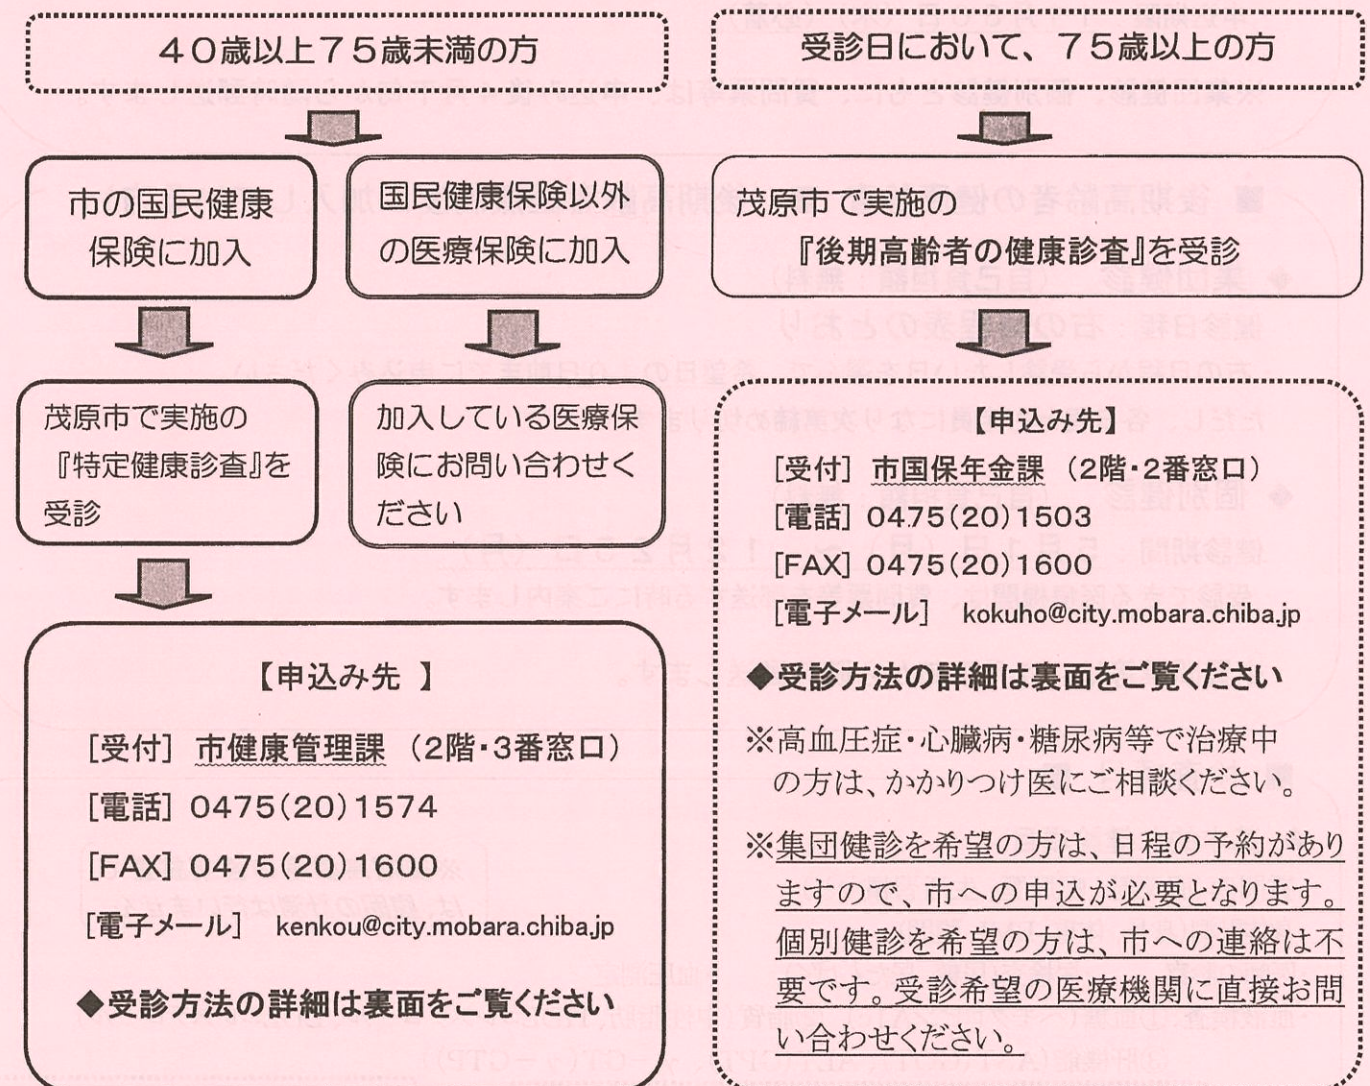 40歳以上75歳未満の方
市の国民健康
保険に加入
国民健康保険以外
の医療保険に加入
茂原市で実施の
『特定健康診査』を
受診
加入している医療保
険にお問い合わせく
ださい
【申込み先 】
[受付] 市健康管理課 (2階・3番窓口)
[電話] 0475(20)1574
[FAX] 0475(20)1600
[電子メール] kenkou@city.mobara.chiba.jp
◆受診方法の詳細は裏面をご覧ください
受診日において、75歳以上の方
茂原市で実施の
『後期高齢者の健康診査』を受診
【申込み先】
[受付] 市国保年金課 (2階・2番窓口)
[電話] 0475(20)1503
[FAX] 0475(20)1600
[電子メール] kokuho@city.mobara.chiba.jp
◆受診方法の詳細は裏面をご覧ください
※高血圧症・心臓病・糖尿病等で治療中
の方は、かかりつけ医にご相談ください。
※集団健診を希望の方は、日程の予約があり
ますので、市への申込が必要となります。
個別健診を希望の方は、市への連絡は不
要です。受診希望の医療機関に直接お問
い合わせください。